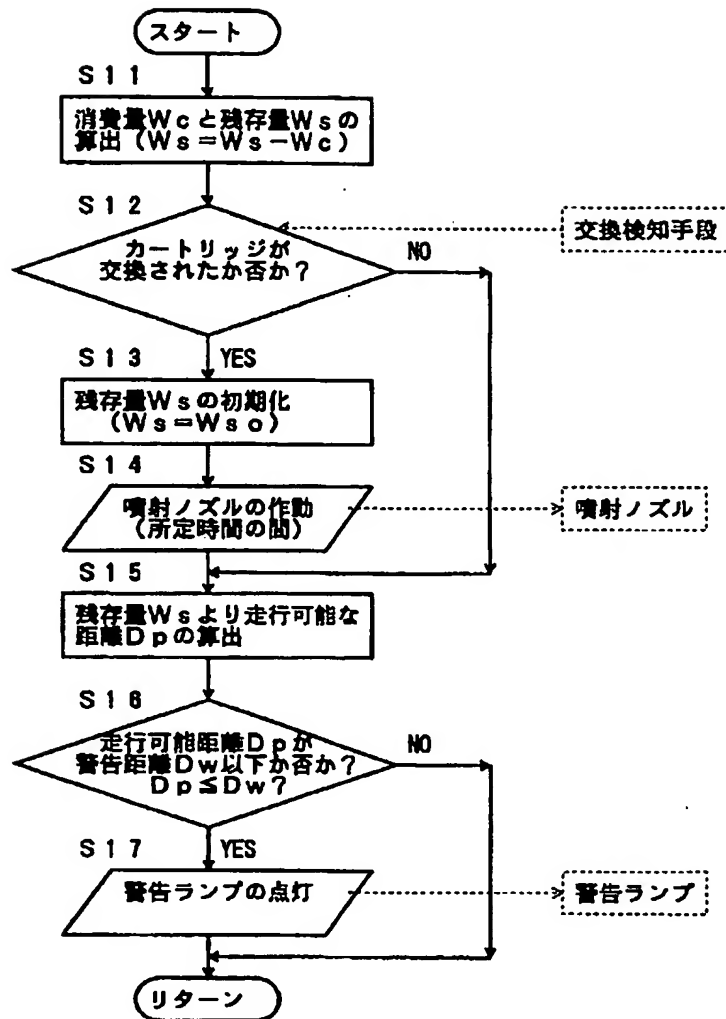 スタート
S11
消費量Wcと残存量Wsの
算出(Ws=Ws-Wc)
S12
交換検知手段
カートリッジが
交換されたか否か?
NO
S13
YES
残存量Wsの初期化
(Ws=Wso)
S14
噴射ノズルの作動
(所定時間の間)
噴射ノズル
S15
残存量Wsより走行可能な
距離Dpの算出
S16
走行可能距離Dpが
警告距離Dw以下か否か?
Dp≦Dw?
NO
S17
YES
警告ランプの点灯
警告ランプ
リターン